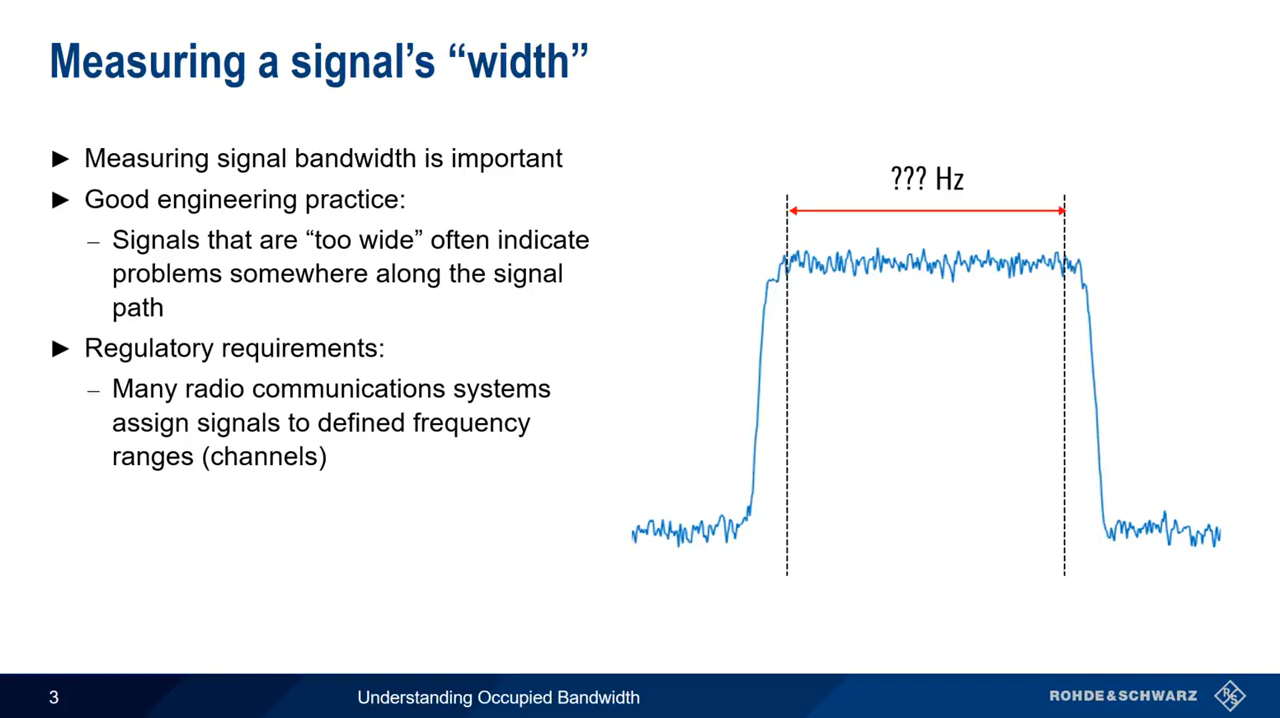 Measuring a signal's “width”
► Measuring signal bandwidth is important
► Good engineering practice:
– Signals that are “too wide” often indicate
problems somewhere along the signal
path
► Regulatory requirements:
– Many radio communications systems
assign signals to defined frequency
ranges (channels)
??? Hz
3
Understanding Occupied Bandwidth
ROHDE & SCHWARZ
R S